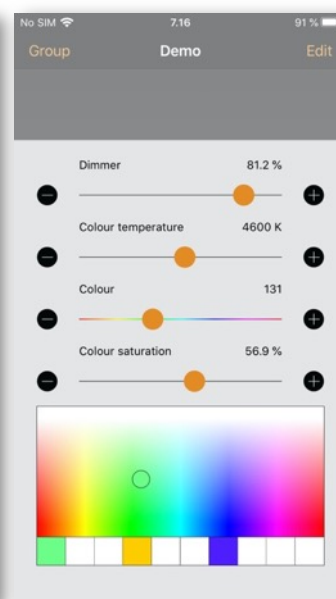 No SIM 7.16 91 %
Group Demo Edit
Dimmer 81.2 %
Colour temperature 4600 K
Colour 131
Colour saturation 56.9 %